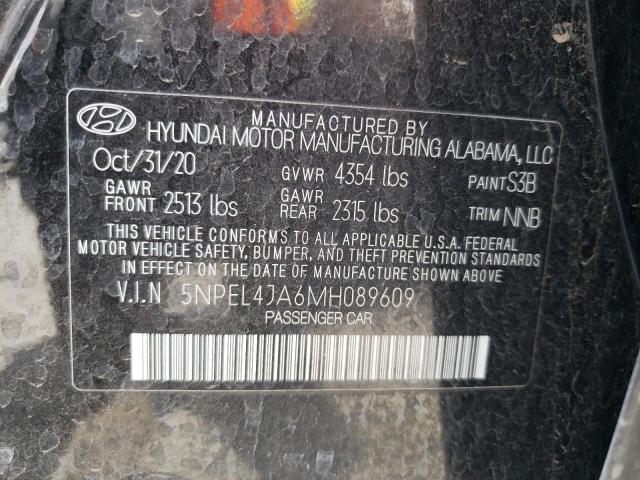 MANUFACTURED BY
HYUNDAI MOTOR MANUFACTURING ALABAMA, LLC
Oct/31/20 GVWR 4354 lbs PAINT S3B
GAWR FRONT 2513 lbs GAWR REAR 2315 lbs TRIM NNB
THIS VEHICLE CONFORMS TO ALL APPLICABLE U.S.A. FEDERAL
MOTOR VEHICLE SAFETY, BUMPER, AND THEFT PREVENTION
STANDARDS IN EFFECT ON THE DATE OF MANUFACTURE SHOWN ABOVE.
V.I.N 5NPEL4JA6MH089609
PASSENGER CAR